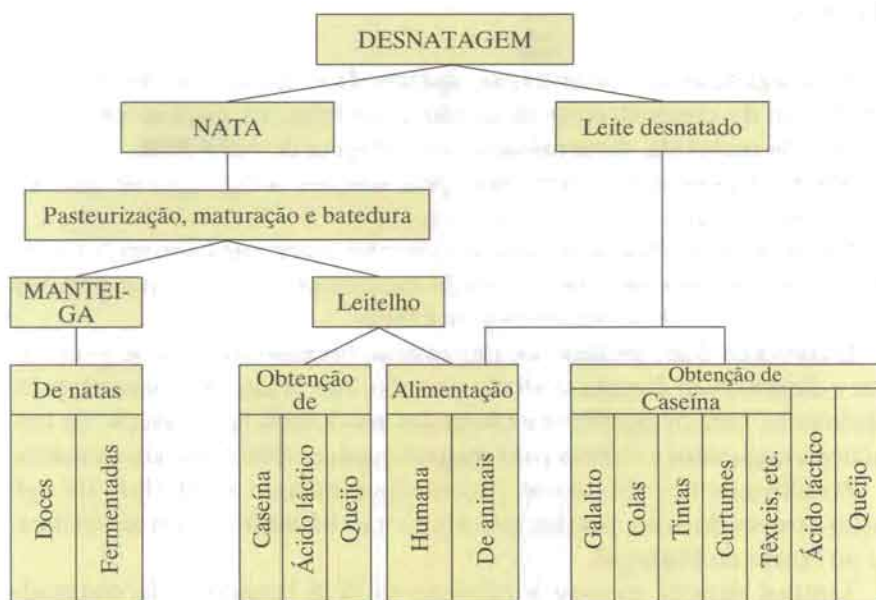 DESNATAGEM
NATA
Leite desnatado
Pasteurização, maturação e batedura
MANTEI-
GA
Leitelho
De natas
Doces
Fermentadas
Obtenção
de
Caseína
Ácido láctico
Queijo
Alimentação
Humana
De animais
Obtenção de
Caseína
Galalito
Colas
Tintas
Curtumes
Têxteis, etc.
Ácido láctico
Queijo